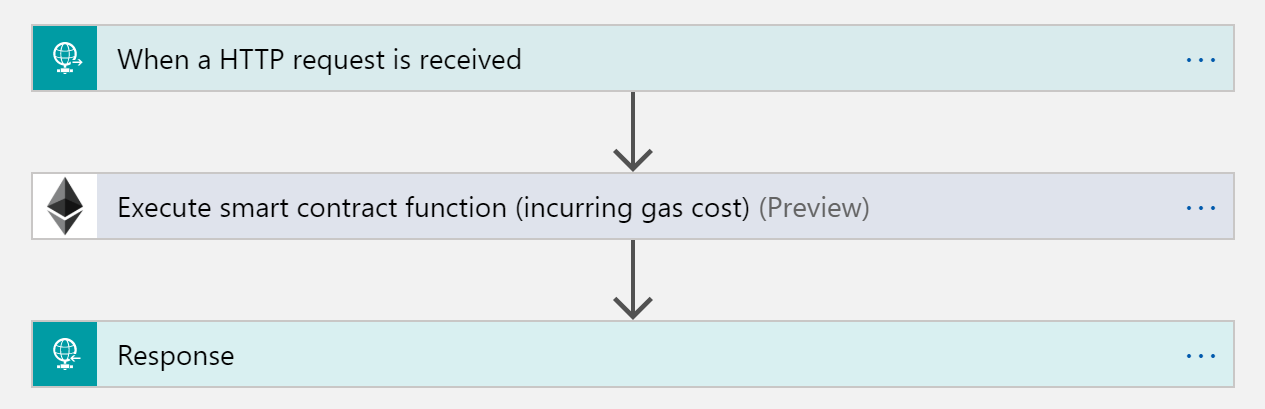 When a HTTP request is received
Execute smart contract function (incurring gas cost) (Preview)
Response